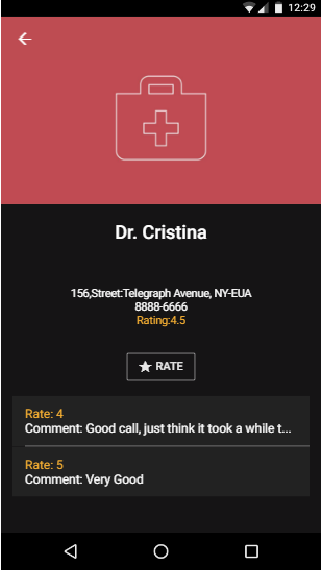 12:29
Dr. Cristina
156,Street:Telegraph Avenue, NY-EUA
8888-6666
Rating:4.5
RATE
Rate: 4
Comment: Good call, just think it took a while t...
Rate: 5
Comment: Very Good